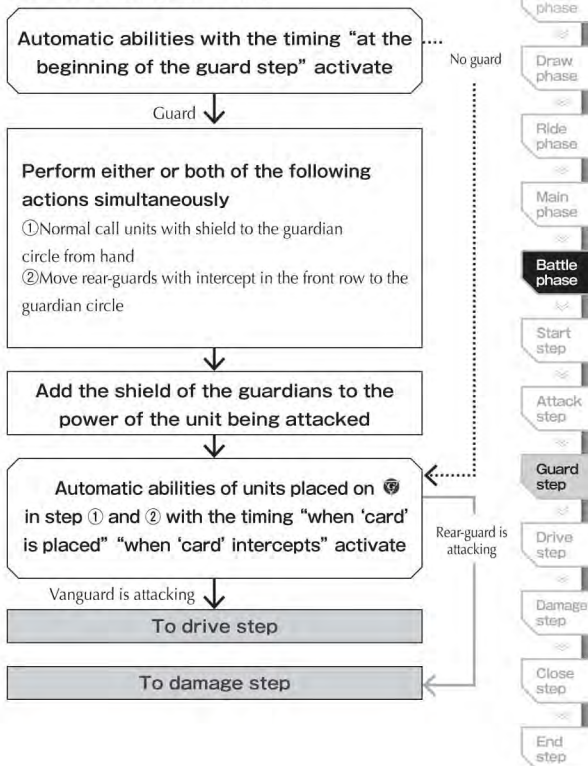 Automatic abilities with the timing “at the
beginning of the guard step” activate
No guard
Guard
Perform either or both of the following
actions simultaneously
①Normal call units with shield to the guardian
circle from hand
②Move rear-guards with intercept in the front row to the
guardian circle
Add the shield of the guardians to the
power of the unit being attacked
Automatic abilities of units placed on
in step ① and ② with the timing “when ‘card’
is placed” “when ‘card’ intercepts” activate
Rear-guard is
attacking
Vanguard is attacking
To drive step
To damage step
phase
Draw
phase
Ride
phase
Main
phase
Battle
phase
Start
step
Attack
step
Guard
step
Drive
step
Damage
step
Close
step
End
step